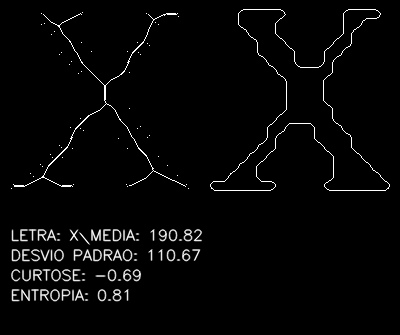 X X
LETRA: X\MEDIA: 190.82
DESVIO PADRAO: 110.67
CURTOSE: -0.69
ENTROPIA: 0.81